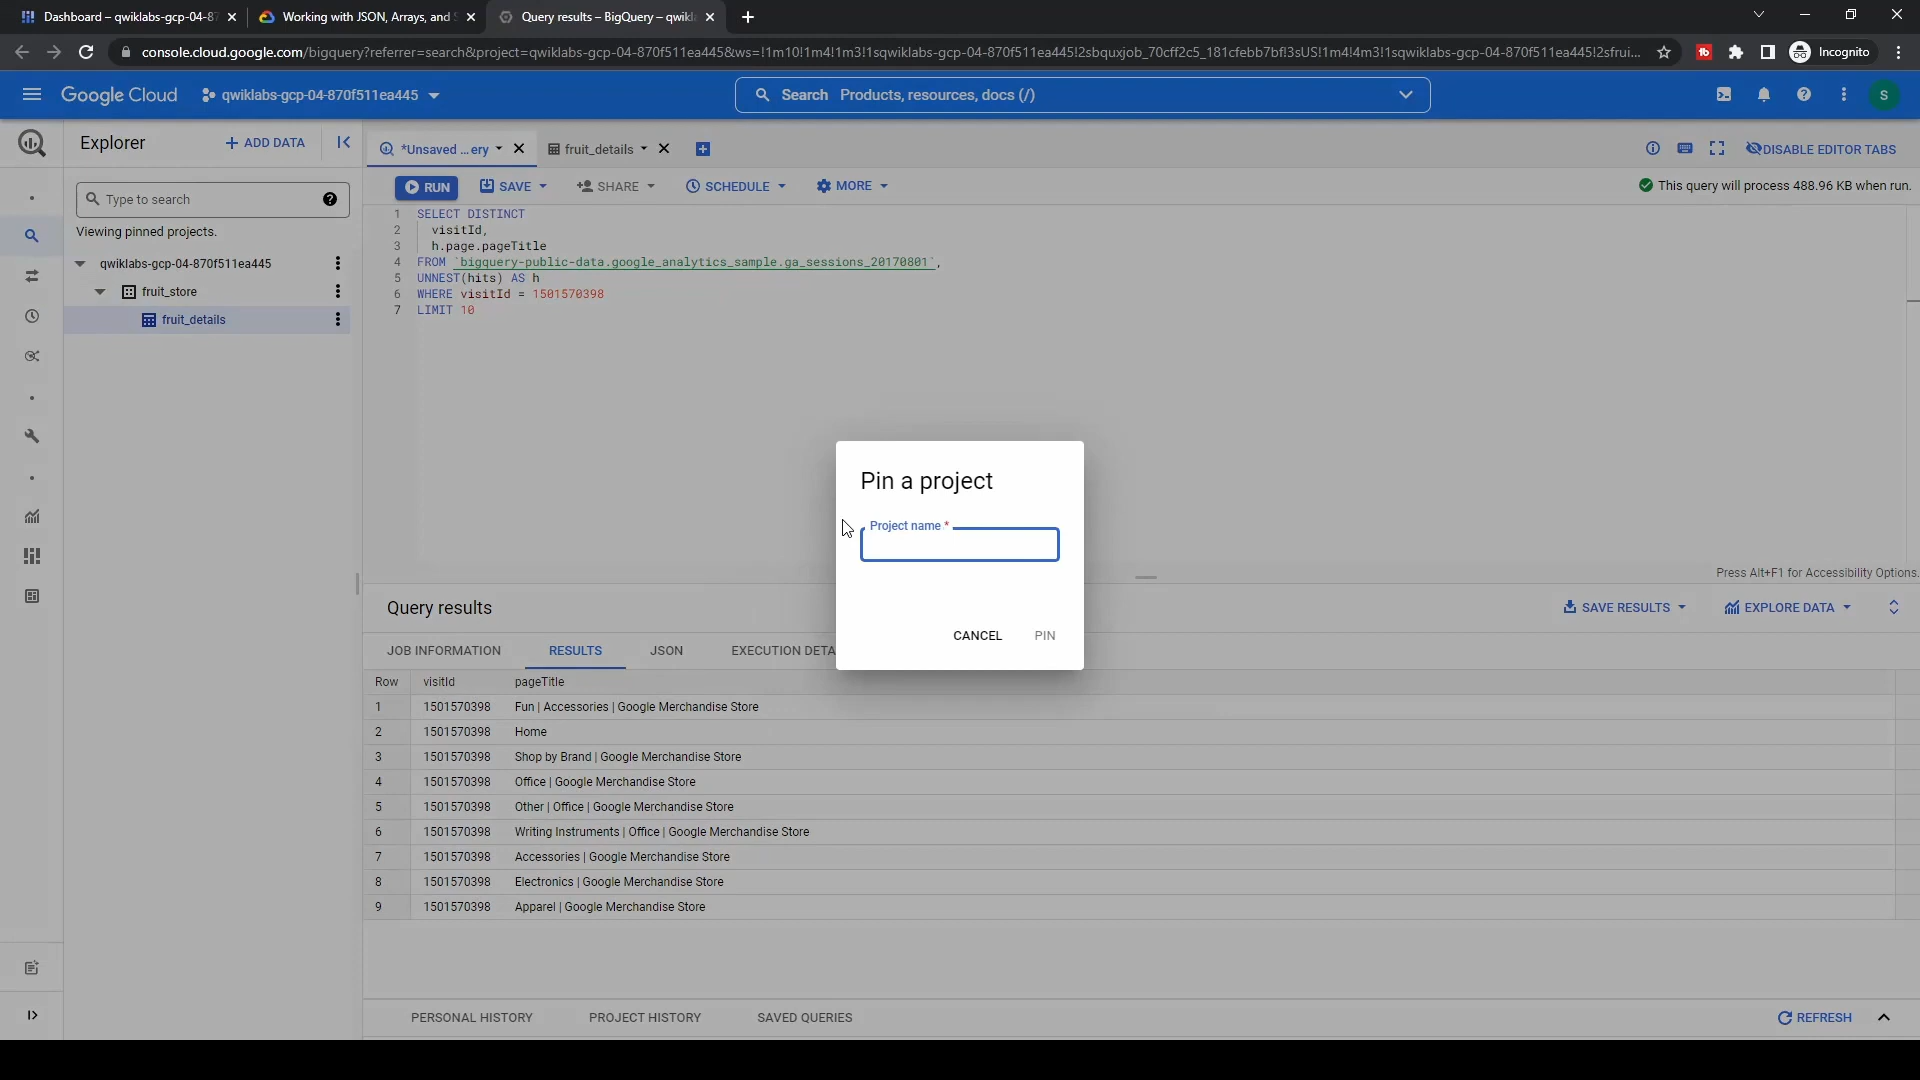 Dashboard – qwiklabs-gcp-04-87
Working with JSON, Arrays, and S
Query results – BigQuery – qwikl
console.cloud.google.com/bigquery?referrer=search&project=qwiklabs-gcp-04-870f511ea445&ws=!1m10!1m4!1m3!1sqwiklabs-gcp-04-870f511ea445!2sbquxjob_70cff2c5_181cfebb7bf!3sUS!1m4!4m3!1sqwiklabs-gcp-04-870f511ea445!2sfrui...
Incognito
Google Cloud
qwiklabs-gcp-04-870f511ea445
Search Products, resources, docs (/)
S
Explorer
+ ADD DATA
*Unsaved ...ery
fruit_details
DISABLE EDITOR TABS
RUN
SAVE
SHARE
SCHEDULE
MORE
This query will process 488.96 KB when run.
Type to search
Viewing pinned projects.
qwiklabs-gcp-04-870f511ea445
fruit_store
fruit_details
1 SELECT DISTINCT
2 visitId,
3 h.page.pageTitle
4 FROM `bigquery-public-data.google_analytics_sample.ga_sessions_20170801`,
5 UNNEST(hits) AS h
6 WHERE visitId = 1501570398
7 LIMIT 10
Pin a project
Project name *
CANCEL
PIN
Press Alt+F1 for Accessibility Options.
Query results
SAVE RESULTS
EXPLORE DATA
JOB INFORMATION
RESULTS
JSON
EXECUTION DETA
Row visitId pageTitle
1 1501570398 Fun | Accessories | Google Merchandise Store
2 1501570398 Home
3 1501570398 Shop by Brand | Google Merchandise Store
4 1501570398 Office | Google Merchandise Store
5 1501570398 Other | Office | Google Merchandise Store
6 1501570398 Writing Instruments | Office | Google Merchandise Store
7 1501570398 Accessories | Google Merchandise Store
8 1501570398 Electronics | Google Merchandise Store
9 1501570398 Apparel | Google Merchandise Store
PERSONAL HISTORY
PROJECT HISTORY
SAVED QUERIES
REFRESH